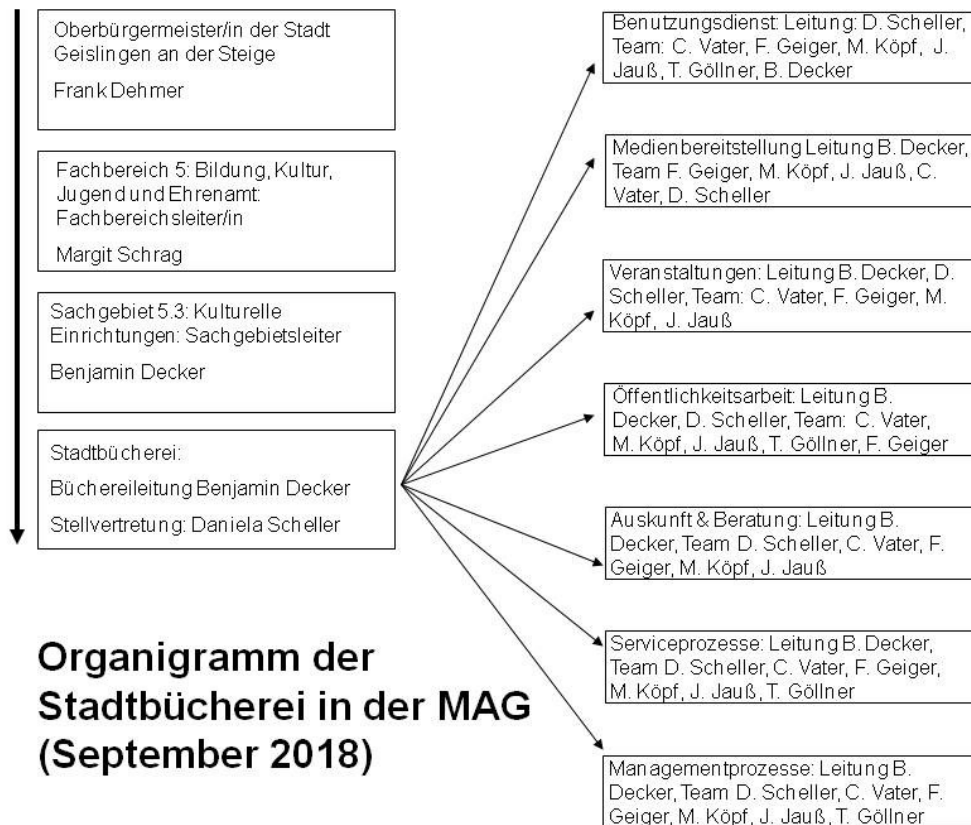 Oberbürgermeister/in der Stadt
Geislingen an der Steige
Frank Dehmer
Fachbereich 5: Bildung, Kultur,
Jugend und Ehrenamt:
Fachbereichsleiter/in
Margit Schrag
Sachgebiet 5.3: Kulturelle
Einrichtungen: Sachgebietsleiter
Benjamin Decker
Stadtbücherei:
Büchereileitung Benjamin Decker
Stellvertretung: Daniela Scheller
Organigramm der
Stadtbücherei in der MAG
(September 2018)
Benutzungsdienst: Leitung: D. Scheller,
Team: C. Vater, F. Geiger, M. Köpf, J.
Jauß, T. Göllner, B. Decker
Medienbereitstellung Leitung B. Decker,
Team F. Geiger, M. Köpf, J. Jauß, C.
Vater, D. Scheller
Veranstaltungen: Leitung B. Decker, D.
Scheller, Team: C. Vater, F. Geiger, M.
Köpf, J. Jauß
Öffentlichkeitsarbeit: Leitung B.
Decker, D. Scheller, Team: C. Vater,
M. Köpf, J. Jauß, T. Göllner, F. Geiger
Auskunft & Beratung: Leitung B.
Decker, Team D. Scheller, C. Vater, F.
Geiger, M. Köpf, J. Jauß
Serviceprozesse: Leitung B. Decker,
Team D. Scheller, C. Vater, F. Geiger,
M. Köpf, J. Jauß, T. Göllner
Managementprozesse: Leitung B.
Decker, Team D. Scheller, C. Vater, F.
Geiger, M. Köpf, J. Jauß, T. Göllner